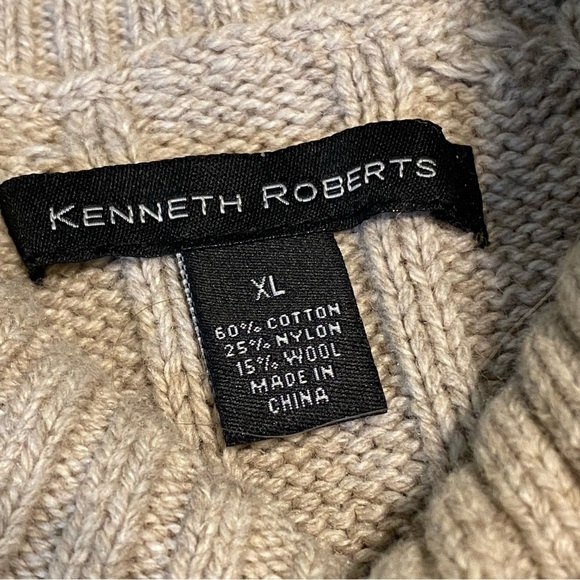 KENNETH ROBERTS
XL
60% COTTON
25% NYLON
15% WOOL
MADE IN
CHINA